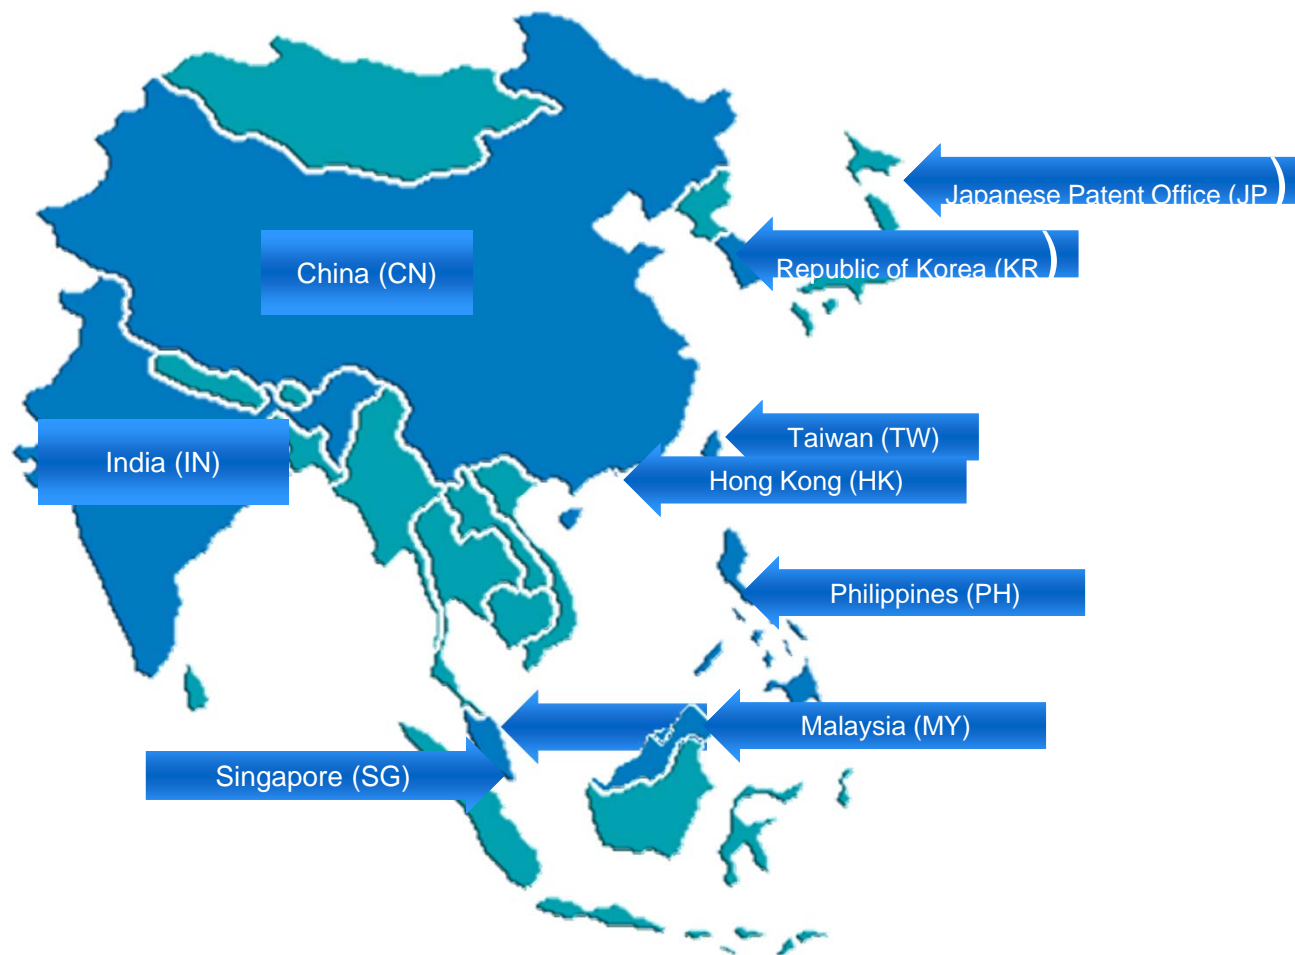 Japanese Patent Office (JP)
Republic of Korea (KR)
China (CN)
Taiwan (TW)
India (IN)
Hong Kong (HK)
Philippines (PH)
Malaysia (MY)
Singapore (SG)